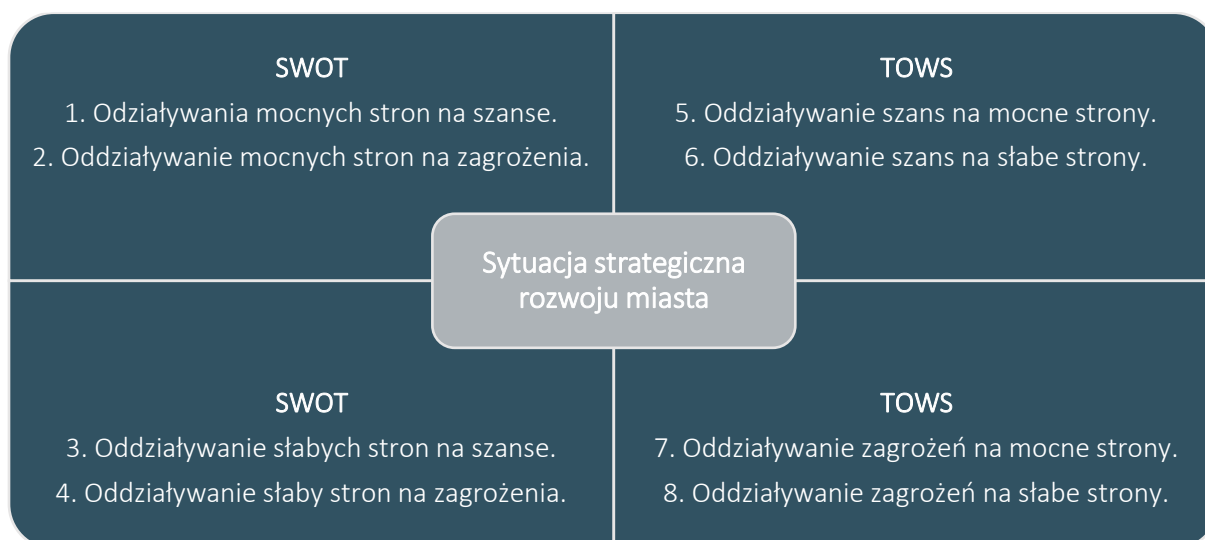 SWOT
1. Odziaływania mocnych stron na szanse.
2. Oddziaływanie mocnych stron na zagrożenia.
TOWS
5. Oddziaływanie szans na mocne strony.
6. Oddziaływanie szans na słabe strony.
Sytuacja strategiczna
rozwoju miasta
SWOT
3. Oddziaływanie słabych stron na szanse.
4. Oddziaływanie słaby stron na zagrożenia.
TOWS
7. Oddziaływanie zagrożeń na mocne strony.
8. Oddziaływanie zagrożeń na słabe strony.